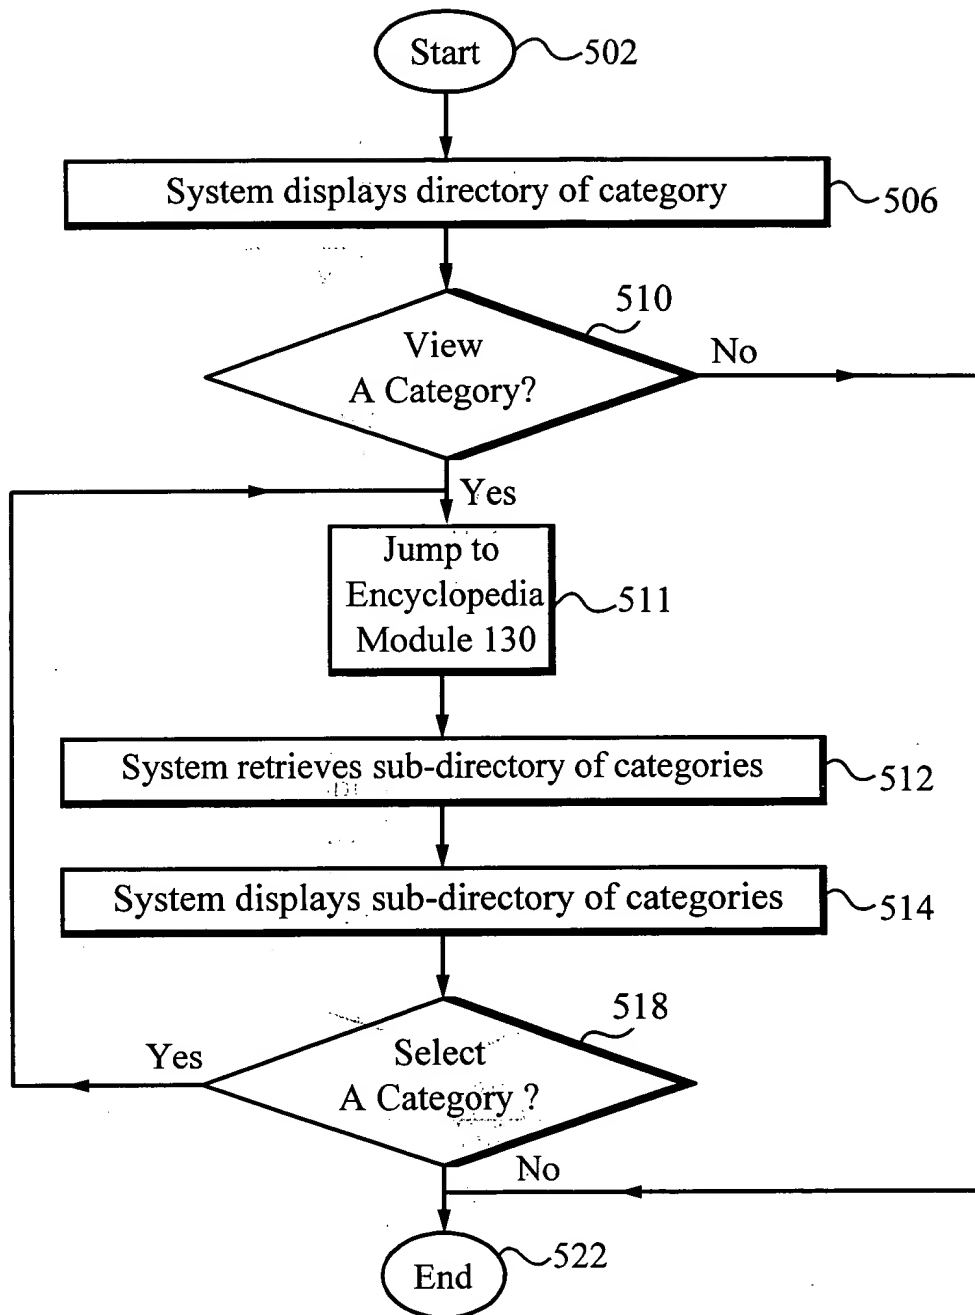 Start
502
System displays directory of category
506
510
View
A Category?
No
Yes
Jump to
Encyclopedia
Module 130
511
System retrieves sub-directory of categories
512
System displays sub-directory of categories
514
518
Select
A Category ?
Yes
No
End
522